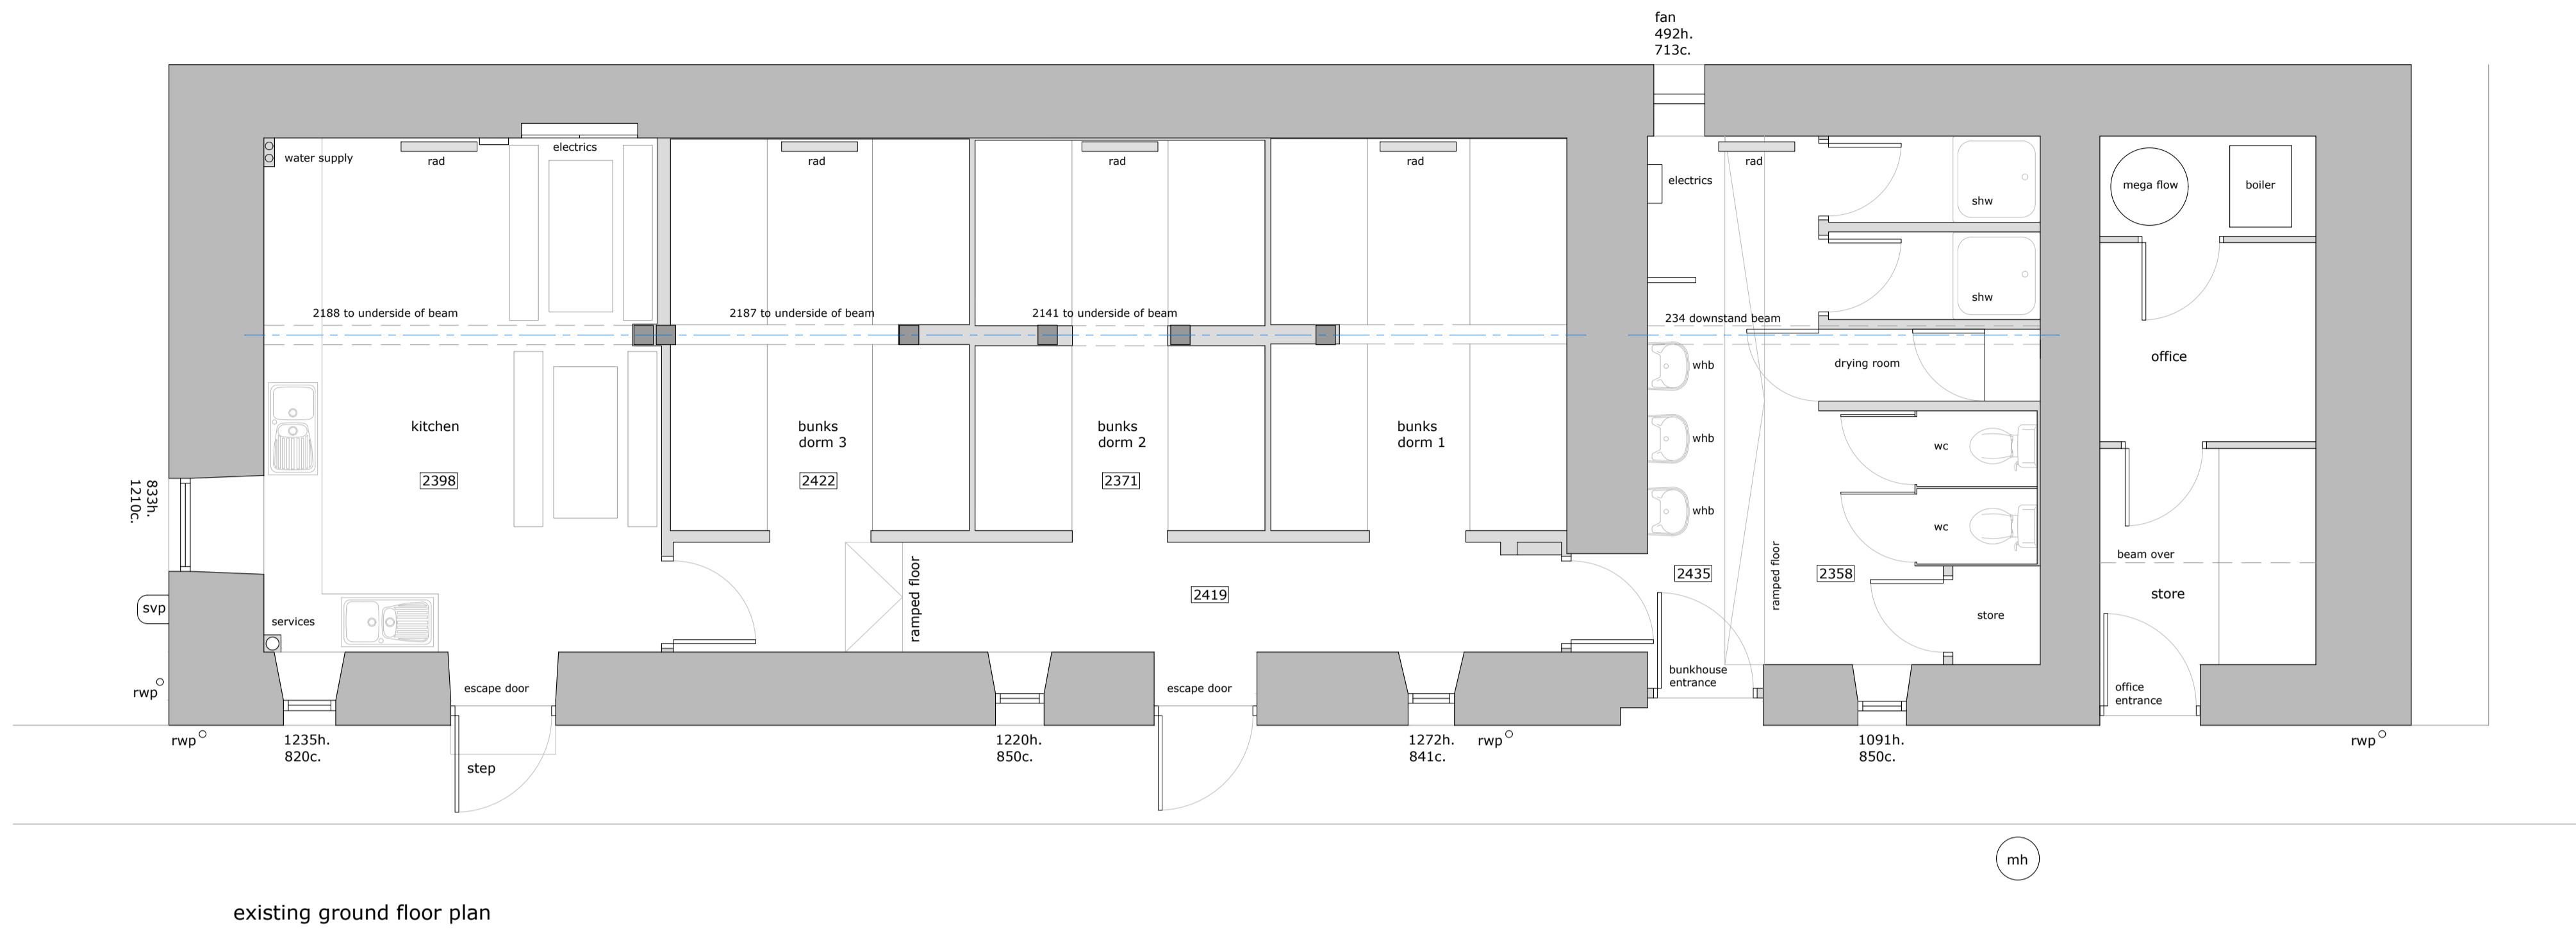 fan
492h.
713c.
water supply
rad
electrics
rad
rad
rad
electrics
rad
shw
mega flow
boiler
shw
2188 to underside of beam
2187 to underside of beam
2141 to underside of beam
234 downstand beam
whb
drying room
office
kitchen
bunks
dorm 3
bunks
dorm 2
bunks
dorm 1
whb
wc
2398
2422
2371
833h.
1210c.
whb
wc
beam over
ramped floor
2419
2435
ramped floor
2358
store
svp
services
store
rwp
escape door
escape door
bunkhouse
entrance
office
entrance
rwp
1235h.
820c.
step
1220h.
850c.
1272h.
841c.
rwp
1091h.
850c.
rwp
mh
existing ground floor plan